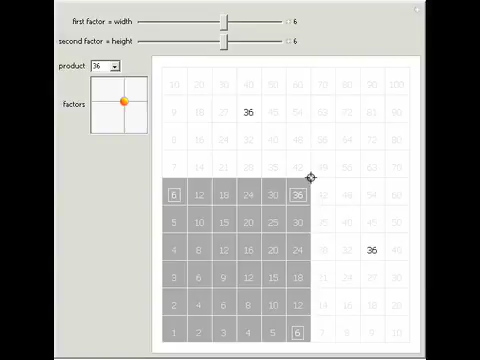 first factor = width 6
second factor = height 6
product 36
factors
10 20 30 40 50 60 70 80 90 100
9 18 27 36 45 54 63 72 81 90
8 16 24 32 40 48 56 64 72 80
7 14 21 28 35 42 49 56 63 70
6 12 18 24 30 36 42 48 54 60
5 10 15 20 25 30 35 40 45 50
4 8 12 16 20 24 28 32 36 40
3 6 9 12 15 18 21 24 27 30
2 4 6 8 10 12 14 16 18 20
1 2 3 4 5 6 7 8 9 10